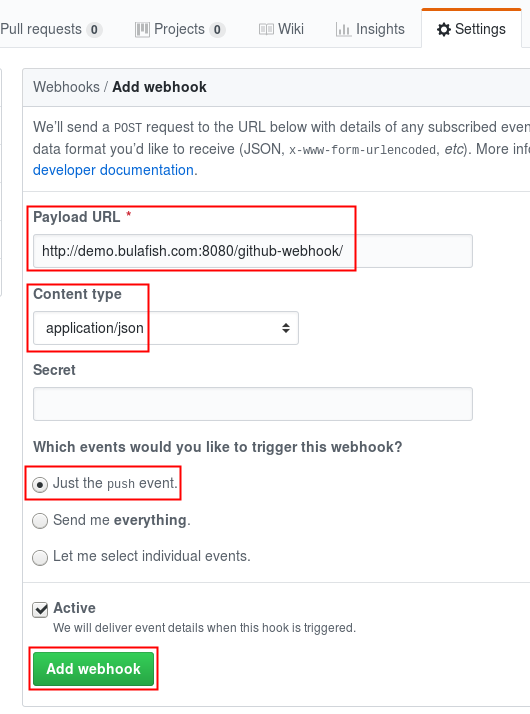 Pull requests 0 Projects 0 Wiki Insights Settings
Webhooks / Add webhook
We'll send a POST request to the URL below with details of any subscribed
data format you'd like to receive (JSON, x-www-form-urlencoded, etc). More
developer documentation.
Payload URL *
http://demo.bulafish.com:8080/github-webhook/
Content type
application/json
Secret
Which events would you like to trigger this webhook?
Just the push event.
Send me everything.
Let me select individual events.
Active
We will deliver event details when this hook is triggered.
Add webhook